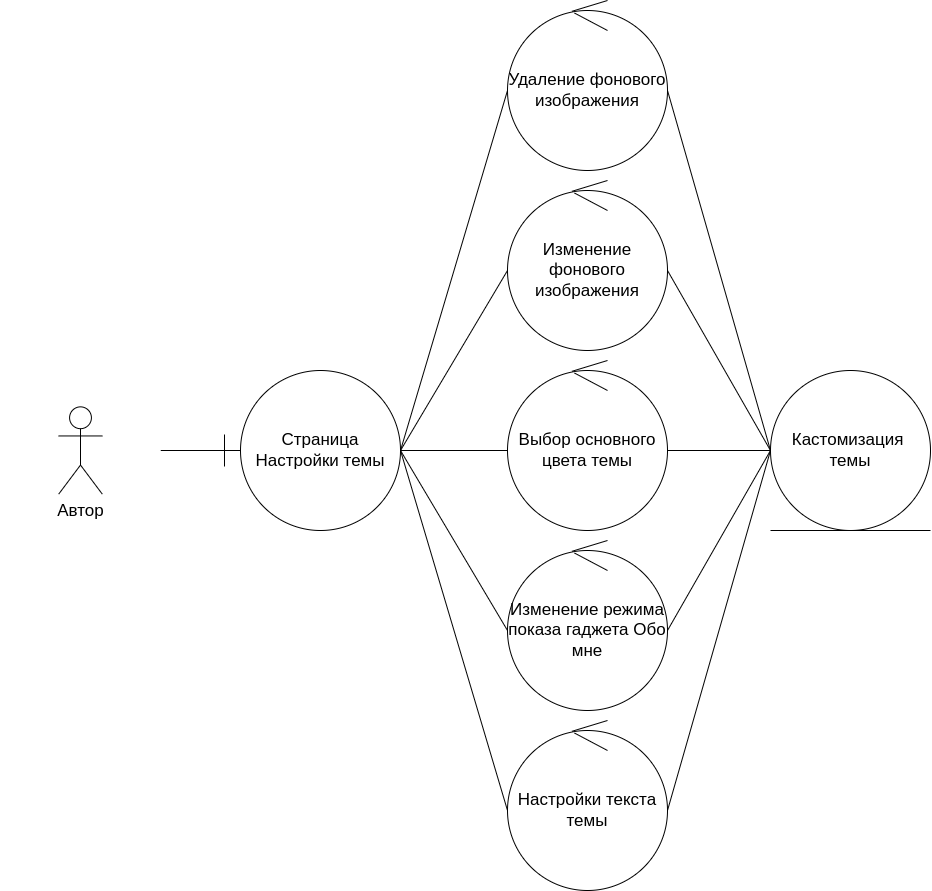 Удаление фонового
изображения
Изменение
фонового
изображения
Автор
Страница
Настройки темы
Выбор основного
цвета темы
Кастомизация
темы
Изменение режима
показа гаджета Обо
мне
Настройки текста
темы